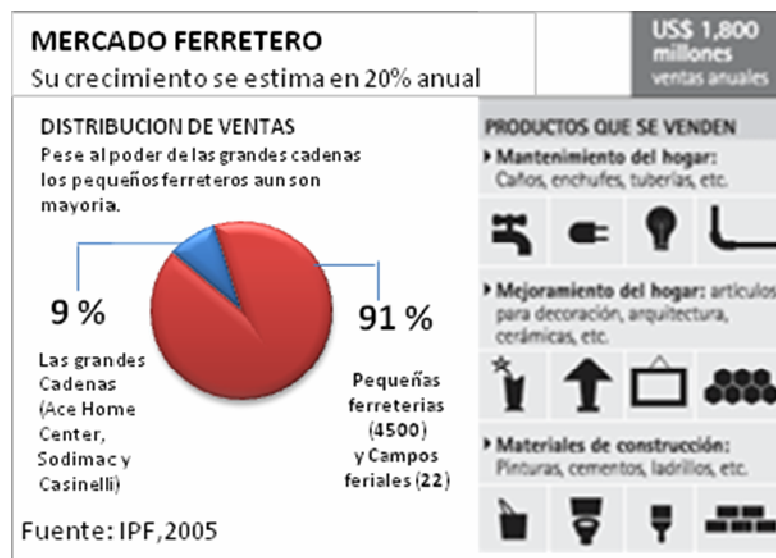 MERCADO FERRETERO
Su crecimiento se estima en 20% anual
US$ 1,800
millones
ventas anuales
DISTRIBUCION DE VENTAS
Pese al poder de las grandes cadenas
los pequeños ferreteros aun son
mayoria.
9 %
Las grandes
Cadenas
(Ace Home
Center,
Sodimac y
Casinelli)
91 %
Pequeñas
ferreterias
(4500)
y Campos
feriales (22)
Fuente: IPF,2005
PRODUCTOS QUE SE VENDEN
Mantenimiento del hogar:
Caños, enchufes, tuberías, etc.
Mejoramiento del hogar: artículos
para decoración, arquitectura,
cerámicas, etc.
Materiales de construcción:
Pinturas, cementos, ladrillos, etc.